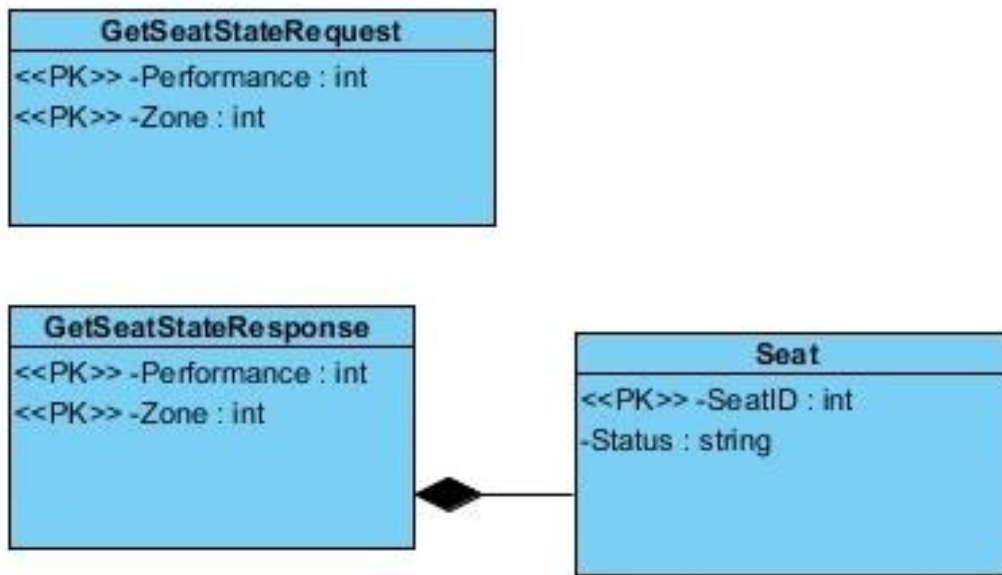 GetSeatStateRequest
<<PK>> -Performance : int
<<PK>> -Zone : int
GetSeatStateResponse
<<PK>> -Performance : int
<<PK>> -Zone : int
Seat
<<PK>> -SeatID : int
-Status : string